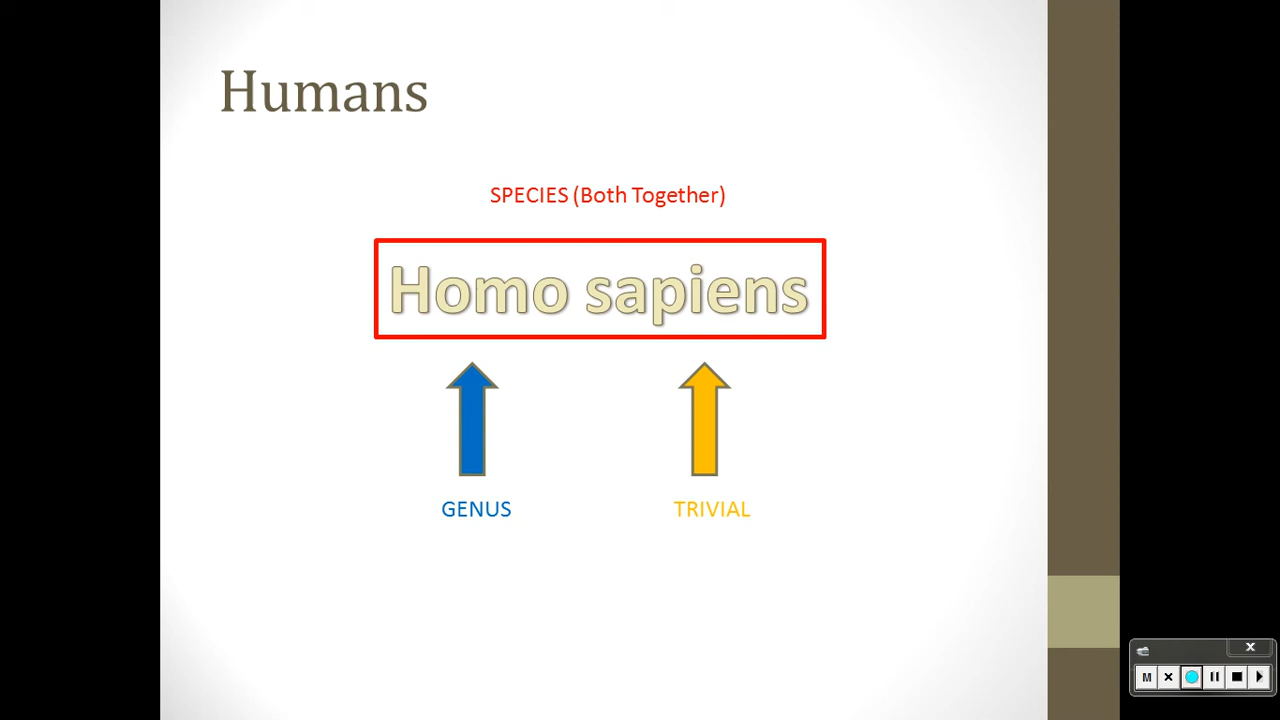 Humans
SPECIES (Both Together)
Homo sapiens
GENUS
TRIVIAL
M